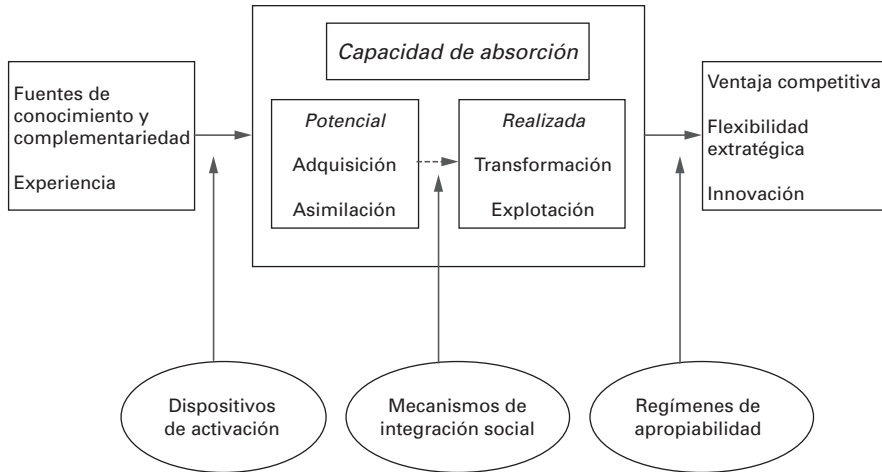 Capacidad de absorción
Fuentes de
conocimiento y
complementariedad
Experiencia
Potencial
Adquisición
Asimilación
Realizada
Transformación
Explotación
Ventaja competitiva
Flexibilidad
extratégica
Innovación
Dispositivos
de activación
Mecanismos de
integración social
Regímenes de
apropiabilidad